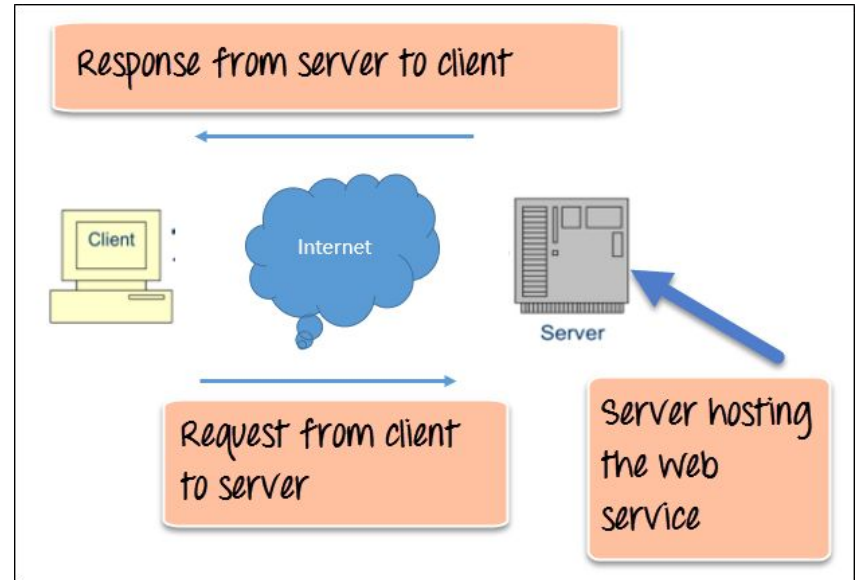 Response from server to client
Client
Internet
Server
Request from client
to server
Server hosting
the web
service